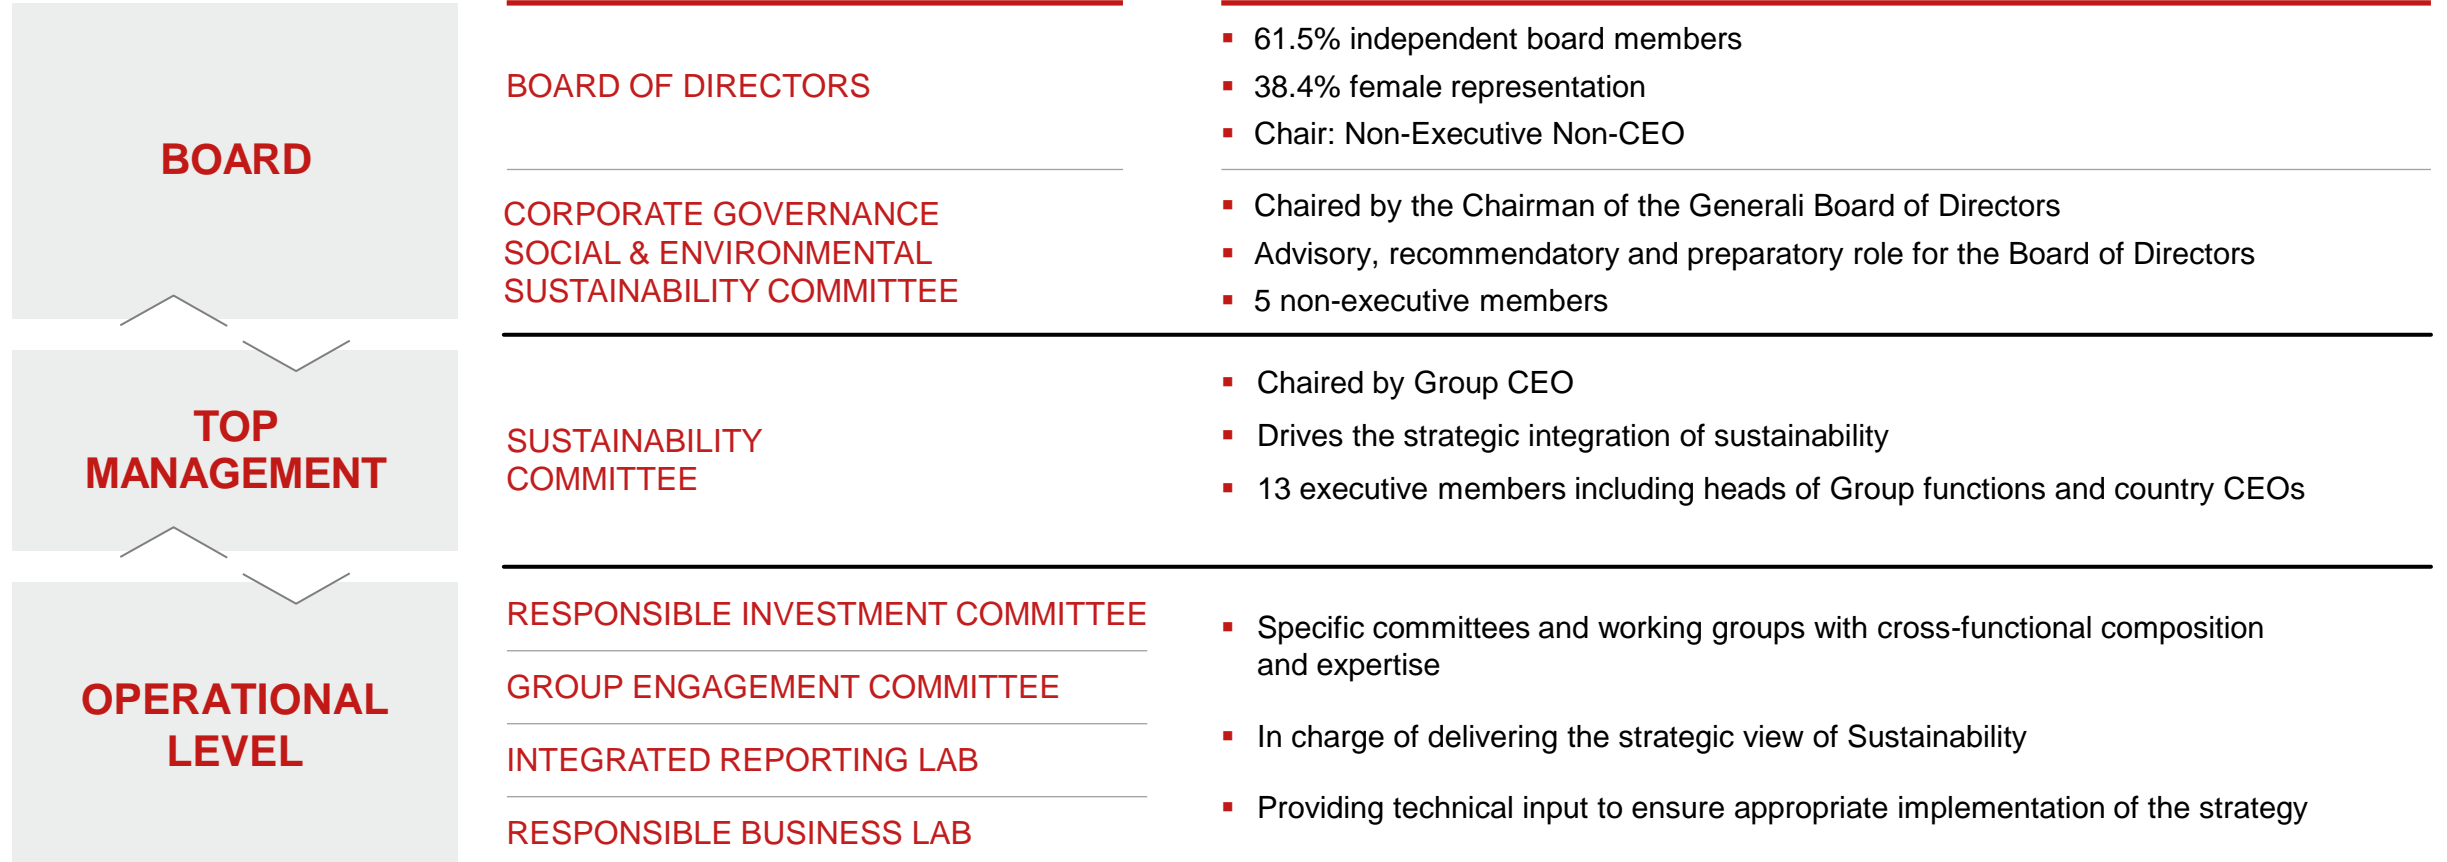 BOARD
BOARD OF DIRECTORS
▪ 61.5% independent board members
▪ 38.4% female representation
▪ Chair: Non-Executive Non-CEO
CORPORATE GOVERNANCE
SOCIAL & ENVIRONMENTAL
SUSTAINABILITY COMMITTEE
▪ Chaired by the Chairman of the Generali Board of Directors
▪ Advisory, recommendatory and preparatory role for the Board of Directors
▪ 5 non-executive members
TOP
MANAGEMENT
SUSTAINABILITY
COMMITTEE
▪ Chaired by Group CEO
▪ Drives the strategic integration of sustainability
▪ 13 executive members including heads of Group functions and country CEOs
OPERATIONAL
LEVEL
RESPONSIBLE INVESTMENT COMMITTEE
GROUP ENGAGEMENT COMMITTEE
INTEGRATED REPORTING LAB
RESPONSIBLE BUSINESS LAB
▪ Specific committees and working groups with cross-functional composition
and expertise
▪ In charge of delivering the strategic view of Sustainability
▪ Providing technical input to ensure appropriate implementation of the strategy